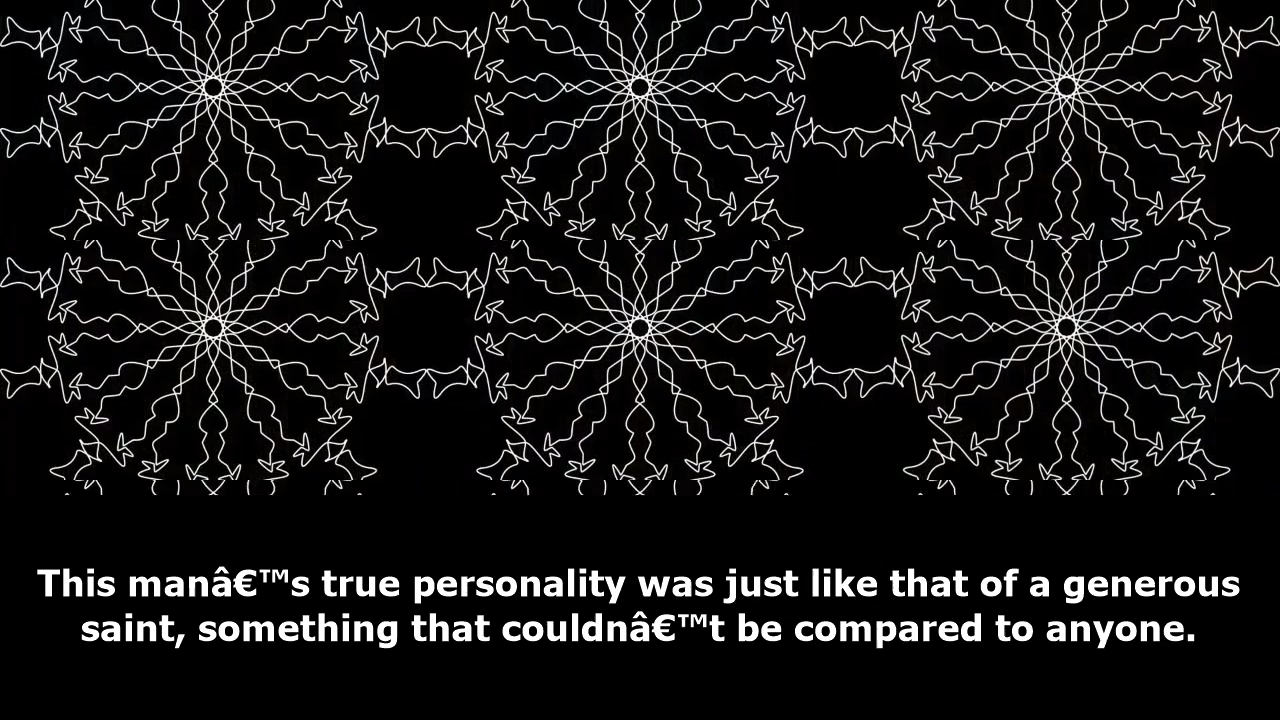 This manâ€™s true personality was just like that of a generous
saint, something that couldnâ€™t be compared to anyone.